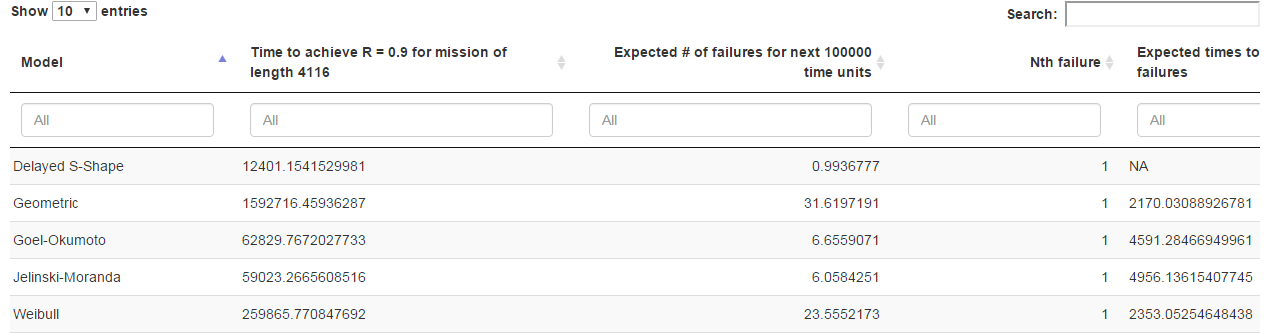 Show 10 entries
Search:
Model
Time to achieve R = 0.9 for mission of
length 4116
Expected # of failures for next 100000
time units
Nth failure
Expected times to
failures
All All All All All
Delayed S-Shape 12401.1541529981 0.9936777 1 NA
Geometric 1592716.45936287 31.6197191 1 2170.03088926781
Goel-Okumoto 62829.7672027733 6.6559071 1 4591.28466949961
Jelinski-Moranda 59023.2665608516 6.0584251 1 4956.13615407745
Weibull 259865.770847692 23.5552173 1 2353.05254648438